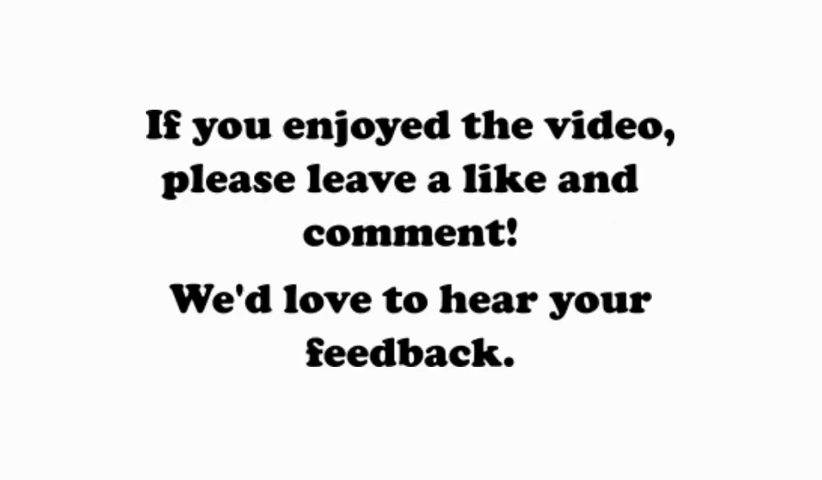 If you enjoyed the video,
please leave a like and
comment!
We'd love to hear your
feedback.